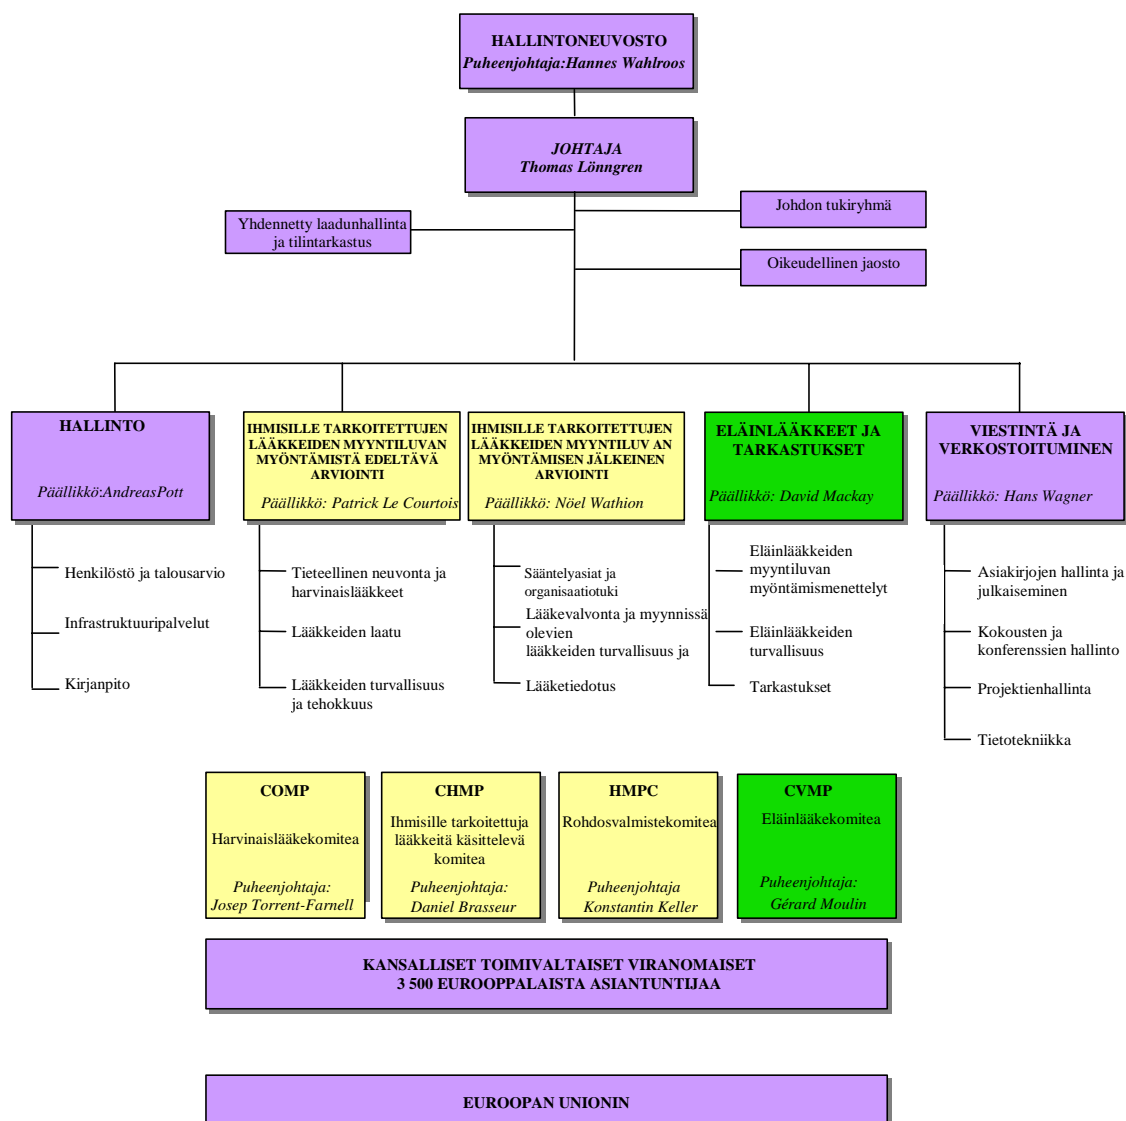 HALLINTONEUVOSTO
Puheenjohtaja:Hannes Wahlroos
JOHTAJA
Thomas Lönngren
Johdon tukiryhmä
Yhdennetty laadunhallinta
ja tilintarkastus
Oikeudellinen jaosto
HALLINTO
Päällikkö:AndreasPott
Henkilöstö ja talousarvio
Infrastruktuuripalvelut
Kirjanpito
IHMISILLE TARKOITETTUJEN
LÄÄKKEIDEN MYYNTILUVAN
MYÖNTÄMISTÄ EDELTÄVÄ
ARVIOINTI
Päällikkö: Patrick Le Courtois
Tieteellinen neuvonta ja
harvinaislääkkeet
Lääkkeiden laatu
Lääkkeiden turvallisuus
ja tehokkuus
IHMISILLE TARKOITETTUJEN
LÄÄKKEIDEN MYYNTILUV AN
MYÖNTÄMISEN JÄLKEINEN
ARVIOINTI
Päällikkö: Nöel Wathion
Sääntelyasiat ja
organisaatiotuki
Lääkevalvonta ja myynnissä
olevien
lääkkeiden turvallisuus ja
Lääketiedotus
ELÄINLÄÄKKEET JA
TARKASTUKSET
Päällikkö: David Mackay
Eläinlääkkeiden
myyntiluvan
myöntämismenettelyt
Eläinlääkkeiden
turvallisuus
Tarkastukset
VIESTINTÄ JA
VERKOSTOITUMINEN
Päällikkö: Hans Wagner
Asiakirjojen hallinta ja
julkaiseminen
Kokousten ja
konferenssien hallinto
Projektienhallinta
Tietotekniikka
COMP
Harvinaislääkekomitea
Puheenjohtaja:
Josep Torrent-Farnell
CHMP
Ihmisille tarkoitettuja
lääkkeitä käsittelevä
komitea
Puheenjohtaja:
Daniel Brasseur
HMPC
Rohdosvalmistekomitea
Puheenjohtaja
Konstantin Keller
CVMP
Eläinlääkekomitea
Puheenjohtaja:
Gérard Moulin
KANSALLISET TOIMIVALTAISET VIRANOMAISET
3 500 EUROOPPALAISTA ASIANTUNTIJAA
EUROOPAN UNIONIN